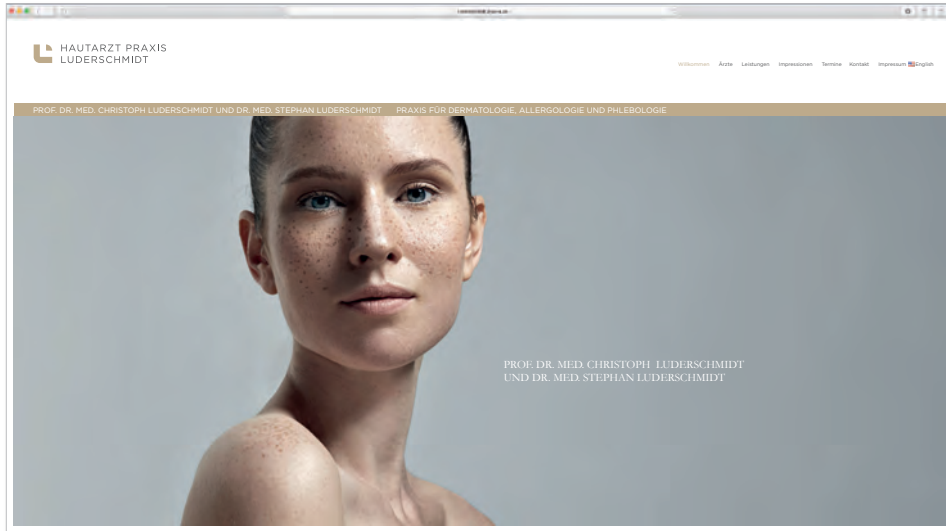 HAUTARZT PRAXIS
LUDERSCHMIDT
Willkommen Ärzte Leistungen Impressionen Termine Kontakt Impressum English
PROF. DR. MED. CHRISTOPH LUDERSCHMIDT UND DR. MED. STEPHAN LUDERSCHMIDT PRAXIS FÜR DERMATOLOGIE, ALLERGOLOGIE UND PHLEBOLOGIE
PROF. DR. MED. CHRISTOPH LUDERSCHMIDT
UND DR. MED. STEPHAN LUDERSCHMIDT